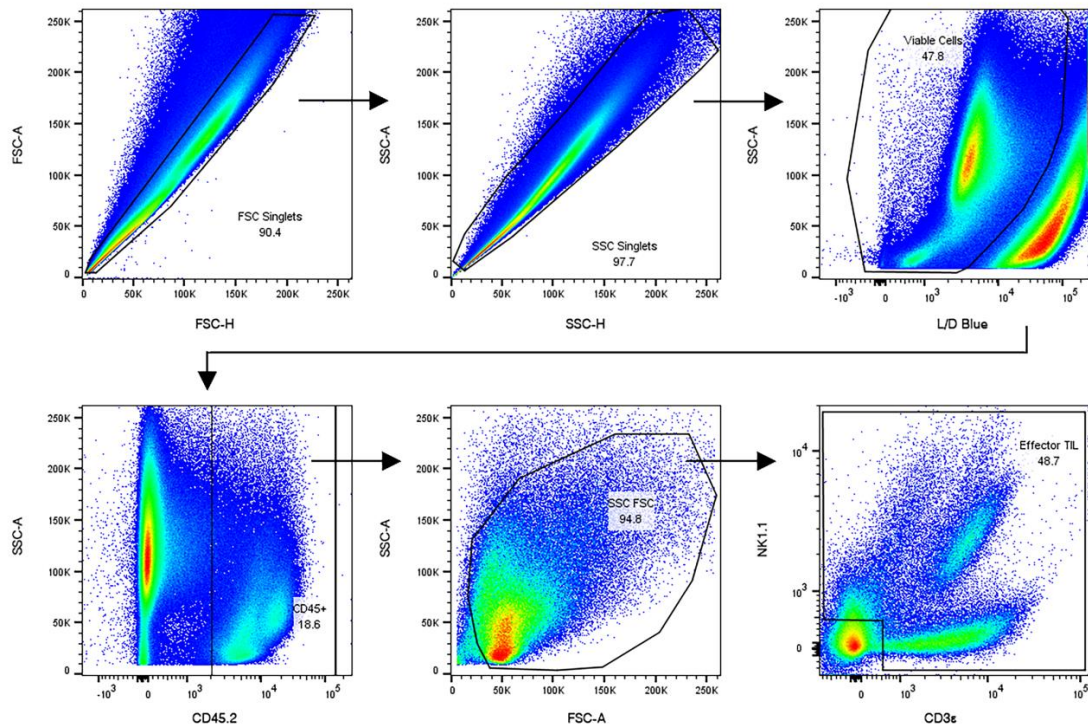 FSC-A
250K
200K
150K
100K
50K
0
FSC Singlets
90.4
0
50K
100K
150K
200K
250K
FSC-H
SSC-A
250K
200K
150K
100K
50K
0
SSC Singlets
97.7
0
50K
100K
150K
200K
250K
SSC-H
SSC-A
250K
200K
150K
100K
50K
0
Viable Cells
47.8
-10³
0
10³
10⁴
10⁵
L/D Blue
SSC-A
250K
200K
150K
100K
50K
0
CD45+
18.6
-10³
0
10³
10⁴
10⁵
CD45.2
SSC-A
250K
200K
150K
100K
50K
0
SSC FSC
94.8
0
50K
100K
150K
200K
250K
FSC-A
NK1.1
10⁴
10³
0
Effector TIL
48.7
0
10³
10⁴
10⁵
CD3ε